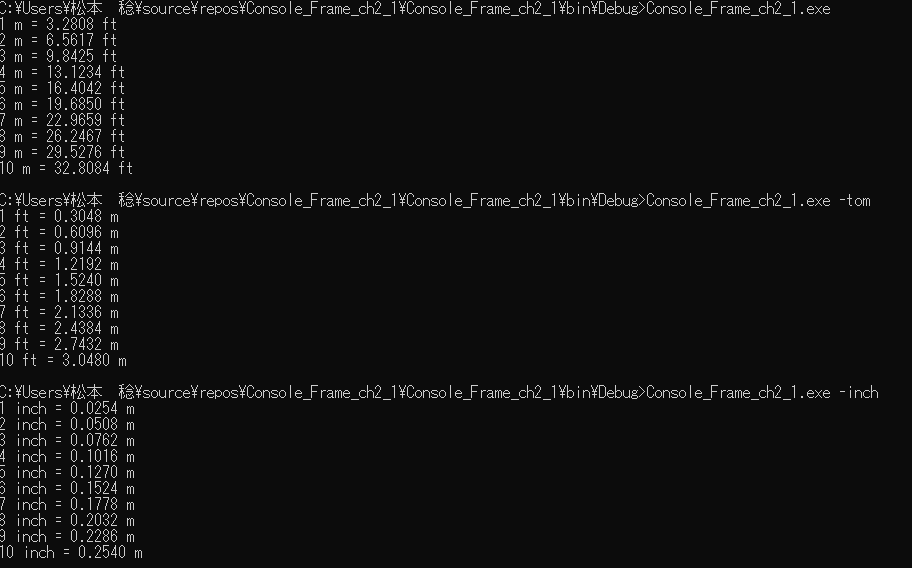 C:¥Users¥松本　稔¥source¥repos¥Console_Frame_ch2_1¥Console_Frame_ch2_1¥bin¥Debug>Console_Frame_ch2_1.exe
1 m = 3.2808 ft
2 m = 6.5617 ft
3 m = 9.8425 ft
4 m = 13.1234 ft
5 m = 16.4042 ft
6 m = 19.6850 ft
7 m = 22.9659 ft
8 m = 26.2467 ft
9 m = 29.5276 ft
10 m = 32.8084 ft
C:¥Users¥松本　稔¥source¥repos¥Console_Frame_ch2_1¥Console_Frame_ch2_1¥bin¥Debug>Console_Frame_ch2_1.exe -tom
1 ft = 0.3048 m
2 ft = 0.6096 m
3 ft = 0.9144 m
4 ft = 1.2192 m
5 ft = 1.5240 m
6 ft = 1.8288 m
7 ft = 2.1336 m
8 ft = 2.4384 m
9 ft = 2.7432 m
10 ft = 3.0480 m
C:¥Users¥松本　稔¥source¥repos¥Console_Frame_ch2_1¥Console_Frame_ch2_1¥bin¥Debug>Console_Frame_ch2_1.exe -inch
1 inch = 0.0254 m
2 inch = 0.0508 m
3 inch = 0.0762 m
4 inch = 0.1016 m
5 inch = 0.1270 m
6 inch = 0.1524 m
7 inch = 0.1778 m
8 inch = 0.2032 m
9 inch = 0.2286 m
10 inch = 0.2540 m